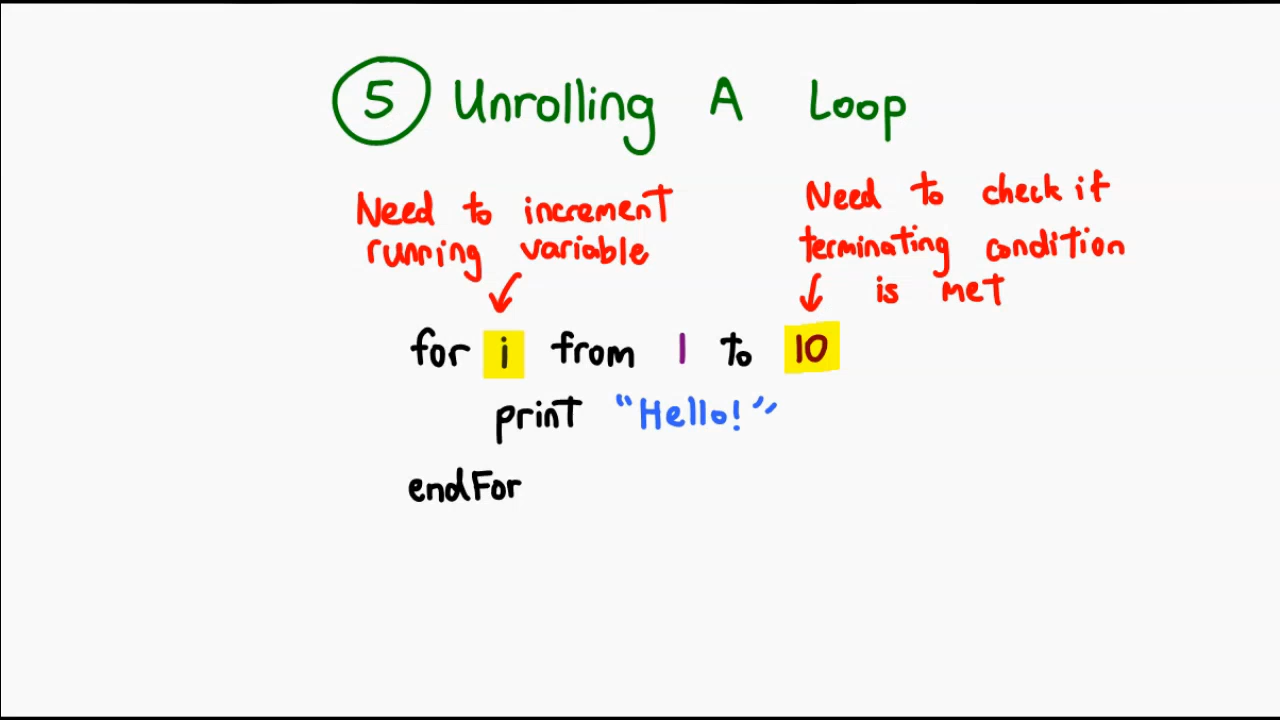 5 Unrolling A Loop
Need to increment
running variable
Need to check if
terminating condition
is met
for i from 1 to 10
print "Hello!"
endFor